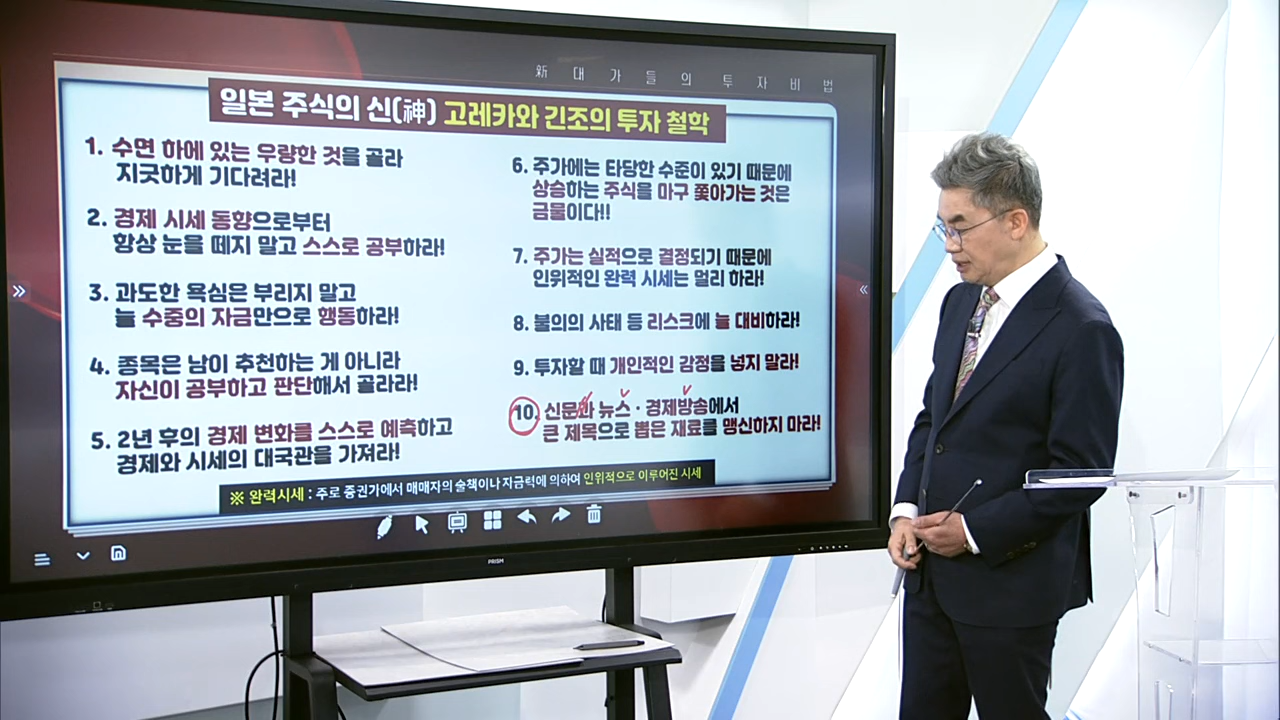 新 대가들의 투자비법
일본 주식의 신(神) 고레카와 긴조의 투자 철학
1. 수면 하에 있는 우량한 것을 골라
지긋하게 기다려라!
2. 경제 시세 동향으로부터
항상 눈을 떼지 말고 스스로 공부하라!
3. 과도한 욕심은 부리지 말고
늘 수중의 자금만으로 행동하라!
4. 종목은 남이 추천하는 게 아니라
자신이 공부하고 판단해서 골라라!
5. 2년 후의 경제 변화를 스스로 예측하고
경제와 시세의 대국관을 가져라!
6. 주가에는 타당한 수준이 있기 때문에
상승하는 주식을 마구 쫓아가는 것은
금물이다!!
7. 주가는 실적으로 결정되기 때문에
인위적인 완력 시세는 멀리 하라!
8. 불의의 사태 등 리스크에 늘 대비하라!
9. 투자할 때 개인적인 감정을 넣지 말라!
10. 신문과 뉴스·경제방송에서
큰 제목으로 뽑은 재료를 맹신하지 마라!
※ 완력시세 : 주로 증권가에서 매매자의 술책이나 자금력에 의하여 인위적으로 이루어진 시세
PRISM